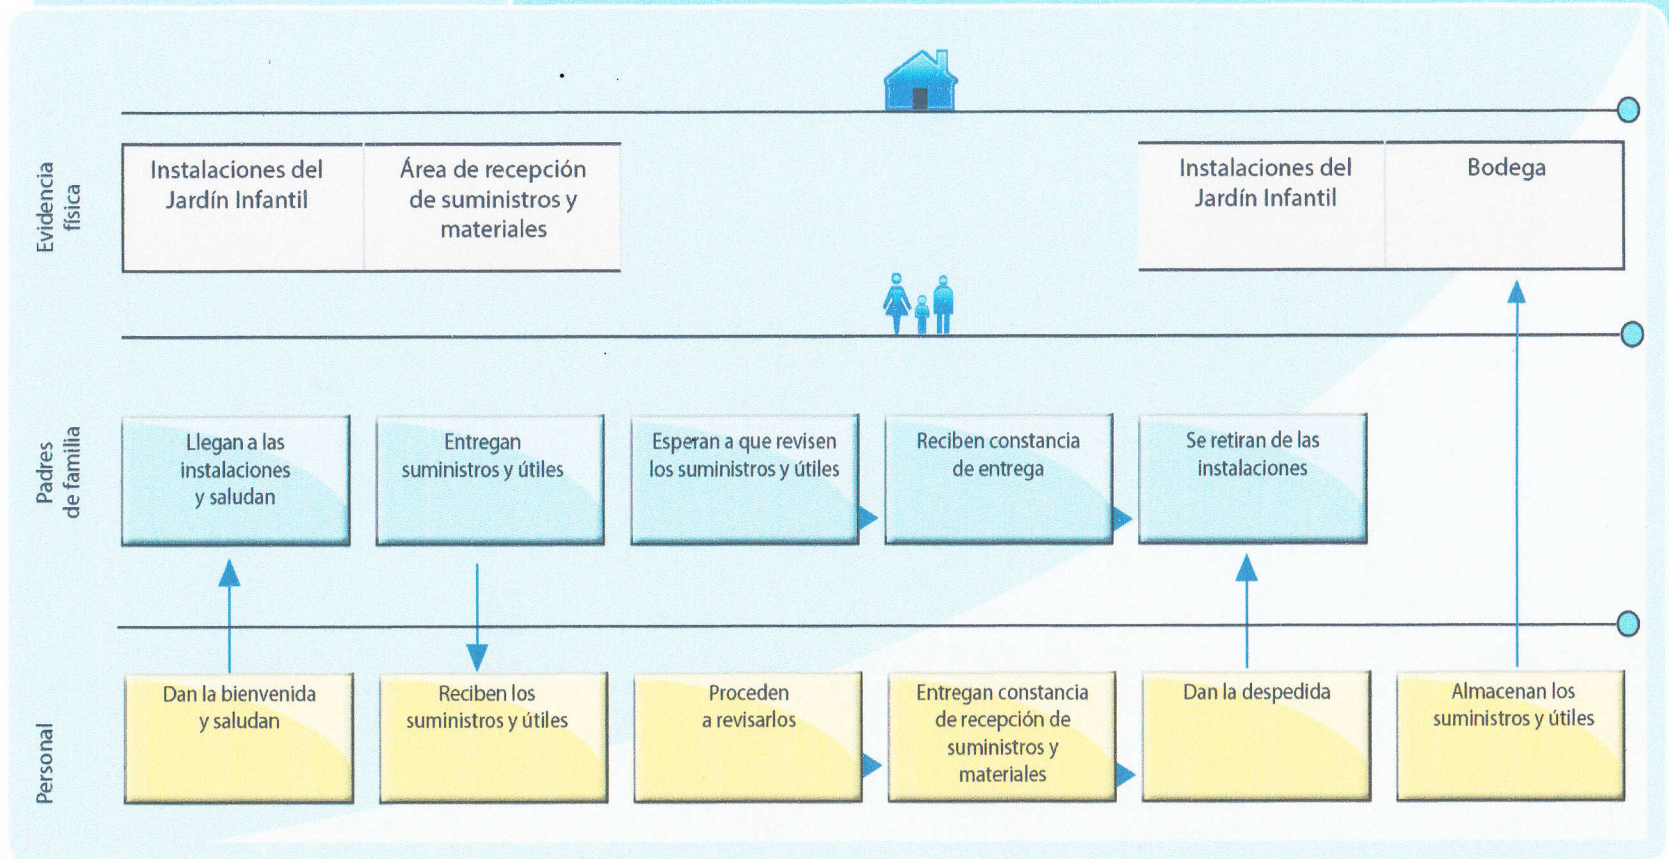 Evidencia
física
Instalaciones del
Jardín Infantil
Área de recepción
de suministros y
materiales
Instalaciones del
Jardín Infantil
Bodega
Padres
de familia
Llegan a las
instalaciones
y saludan
Entregan
suministros y útiles
Esperan a que revisen
los suministros y útiles
Reciben constancia
de entrega
Se retiran de las
instalaciones
Personal
Dan la bienvenida
y saludan
Reciben los
suministros y útiles
Proceden
a revisarlos
Entregan constancia
de recepción de
suministros y
materiales
Dan la despedida
Almacenan los
suministros y útiles